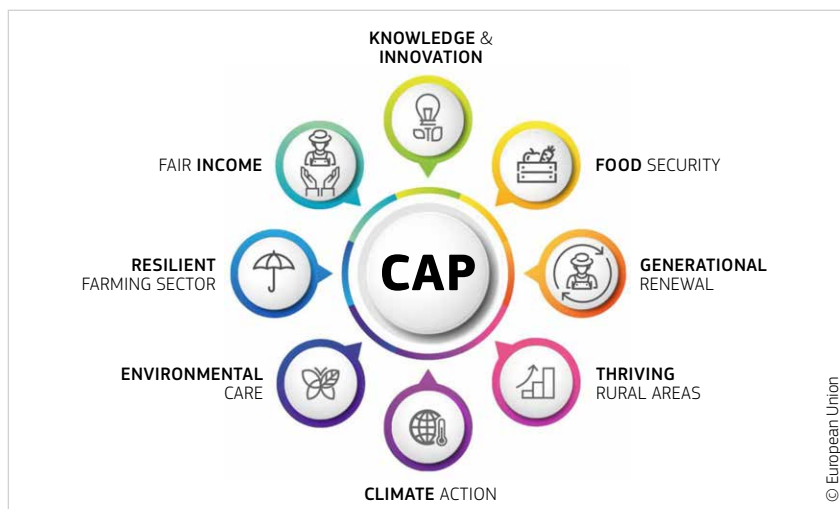 KNOWLEDGE &
INNOVATION
FAIR INCOME
FOOD SECURITY
RESILIENT
FARMING SECTOR
CAP
GENERATIONAL
RENEWAL
ENVIRONMENTAL
CARE
THRIVING
RURAL AREAS
CLIMATE ACTION
© European Union